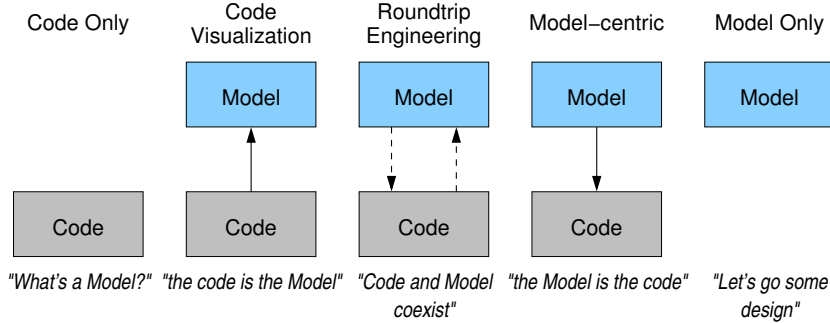 Code Only
Code
Visualization
Roundtrip
Engineering
Model−centric
Model Only
Model
Model
Model
Model
Code
Code
Code
Code
"What's a Model?"
"the code is the Model"
"Code and Model
coexist"
"the Model is the code"
"Let's go some
design"